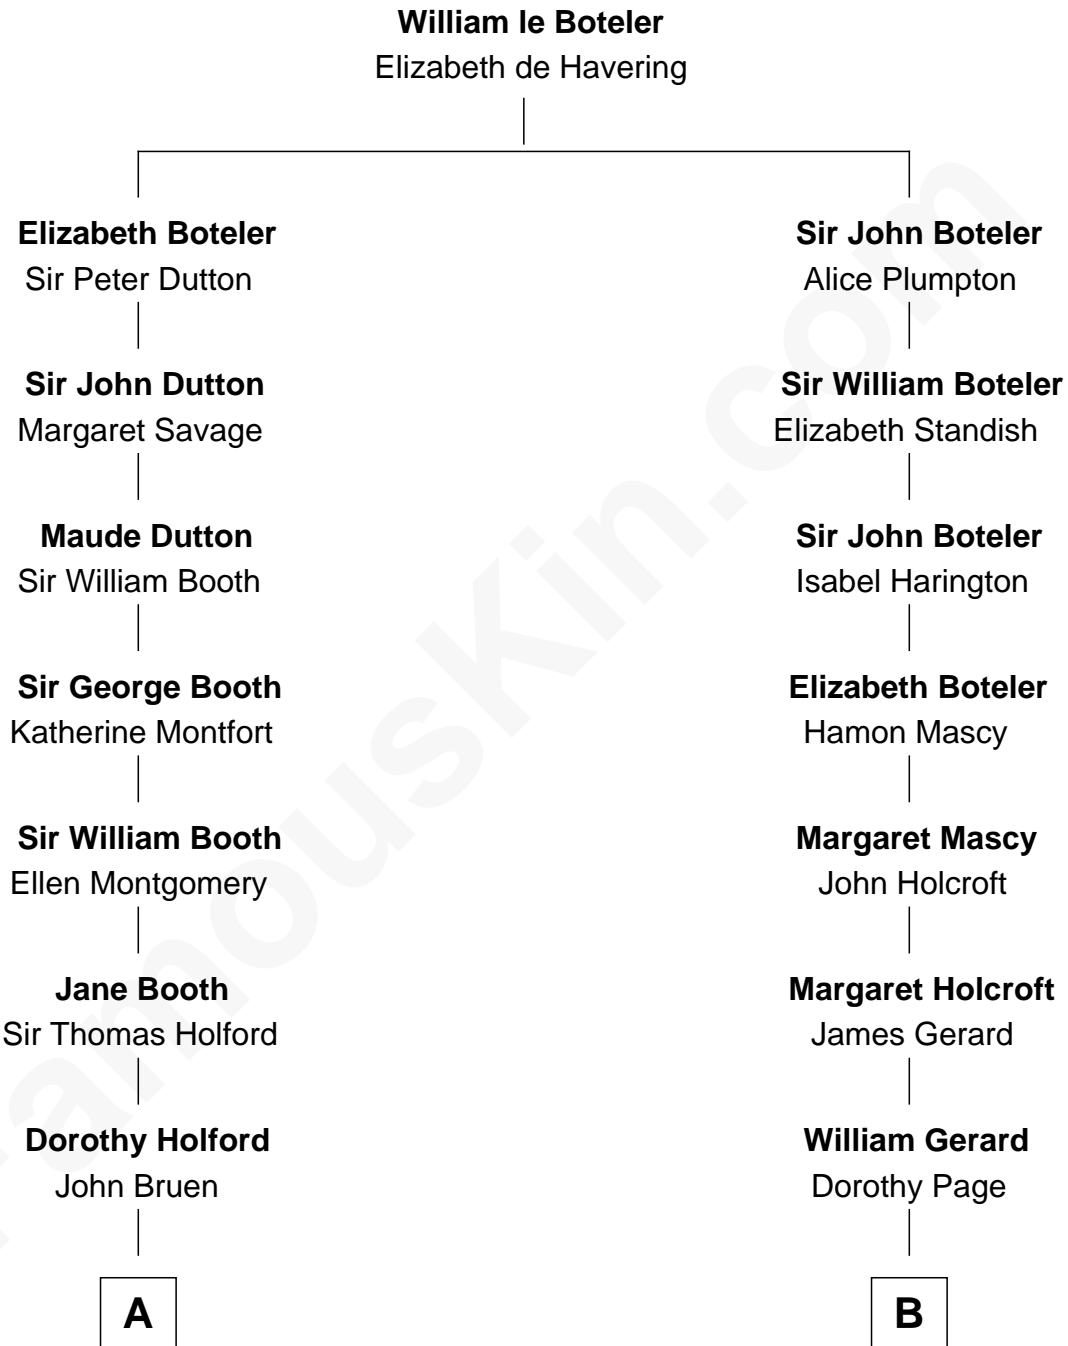 William le Boteler
Elizabeth de Havering
Elizabeth Boteler
Sir Peter Dutton
Sir John Dutton
Margaret Savage
Maude Dutton
Sir William Booth
Sir George Booth
Katherine Montfort
Sir William Booth
Ellen Montgomery
Jane Booth
Sir Thomas Holford
Dorothy Holford
John Bruen
A
Sir John Boteler
Alice Plumpton
Sir William Boteler
Elizabeth Standish
Sir John Boteler
Isabel Harington
Elizabeth Boteler
Hamon Mascy
Margaret Mascy
John Holcroft
Margaret Holcroft
James Gerard
William Gerard
Dorothy Page
B
FamousKin.com